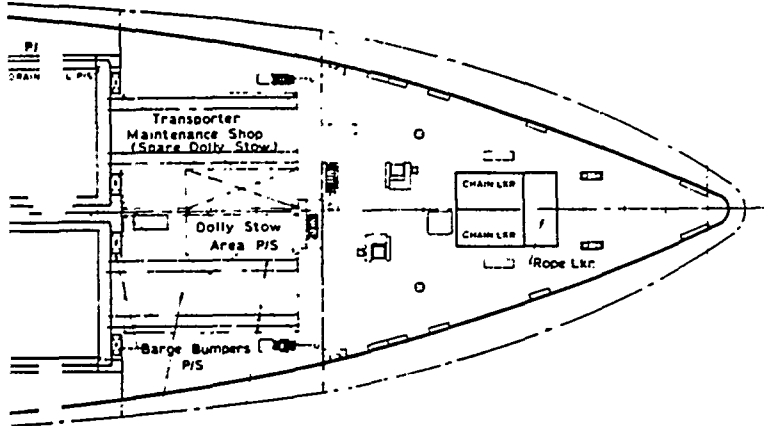 P/
DRAIN L P/S
Transporter
Maintenance Shop
(Spare Dolly Stow)
CHAIN LKR
Dolly Stow
Area P/S
CHAIN LKR
Rope Lkr.
Barge Bumpers
P/S